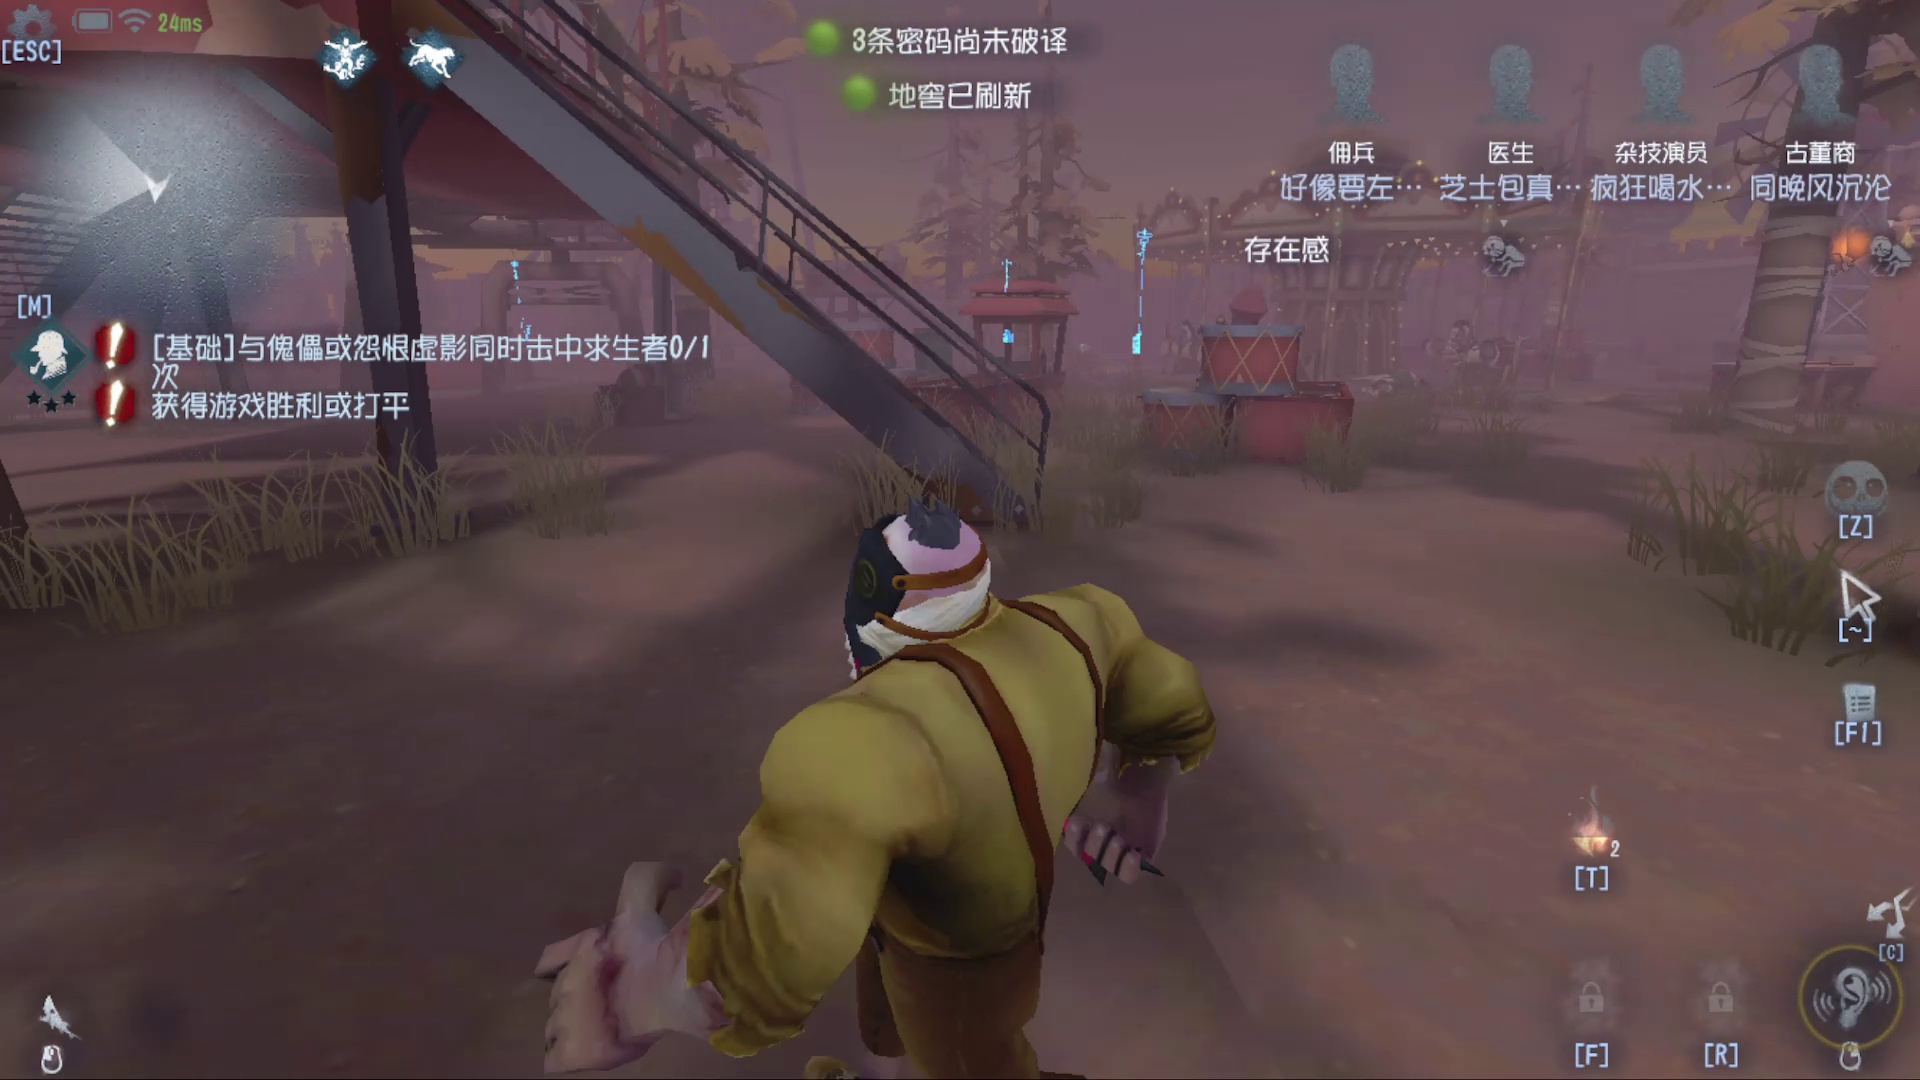 24ms
[ESC]
3条密码尚未破译
地窖已刷新
佣兵 医生 杂技演员 古董商
好像要左… 芝士包真… 疯狂喝水… 同晚风沉沦
存在感
[M]
[基础]与傀儡或怨恨虚影同时击中求生者0/1
次
获得游戏胜利或打平
[Z]
[~]
[F1]
2
[T]
[C]
[F] [R]